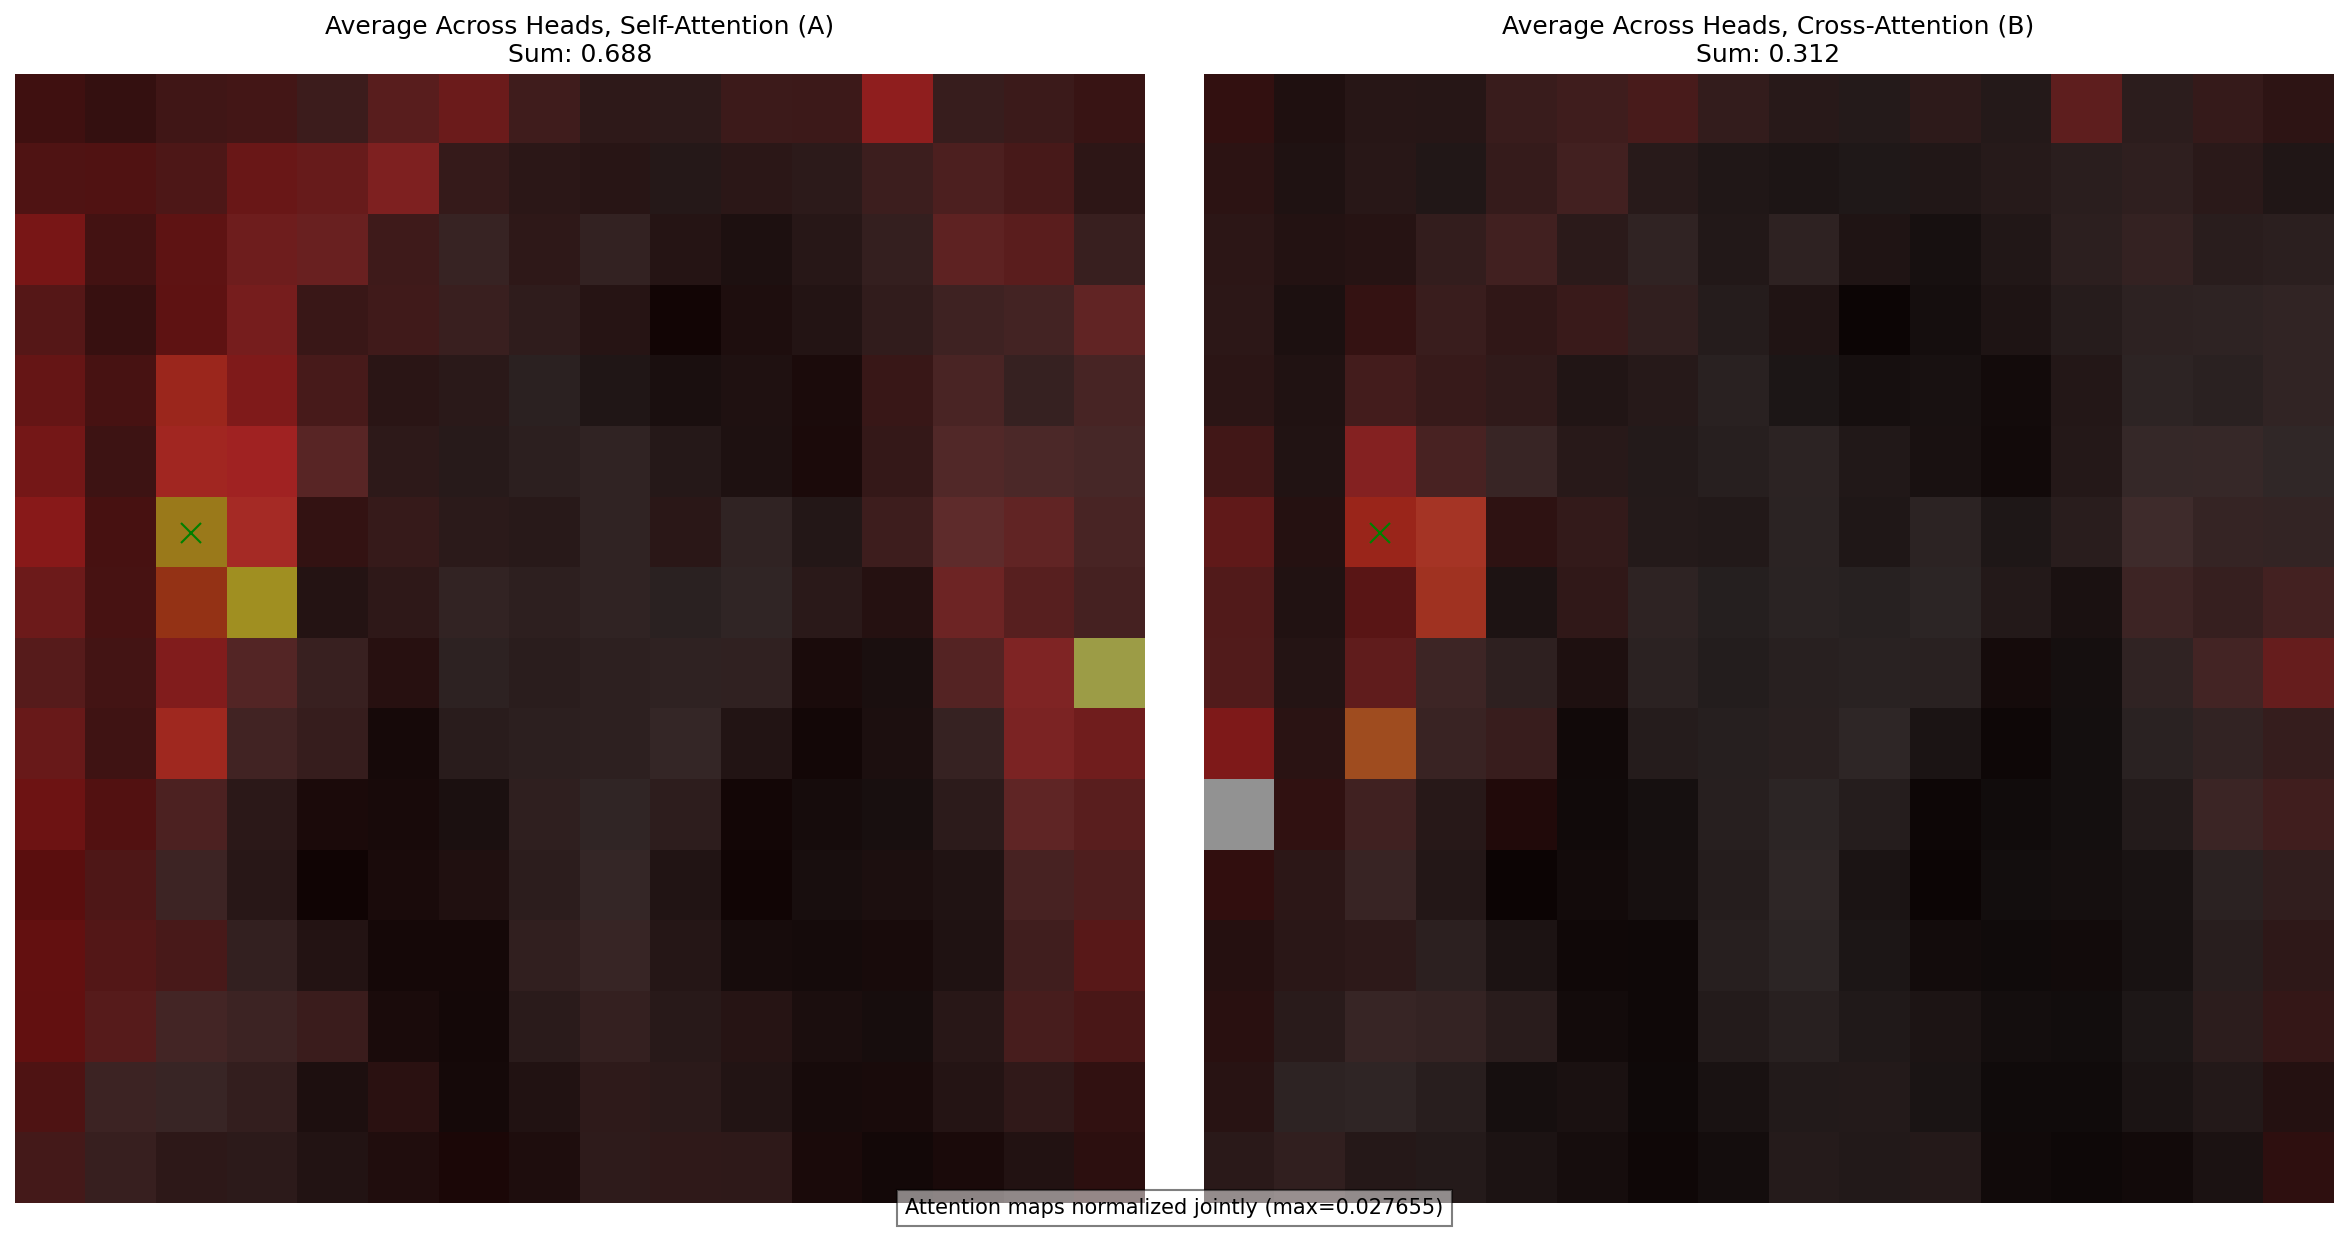 Average Across Heads, Self-Attention (A)
Sum: 0.688
Average Across Heads, Cross-Attention (B)
Sum: 0.312
Attention maps normalized jointly (max=0.027655)